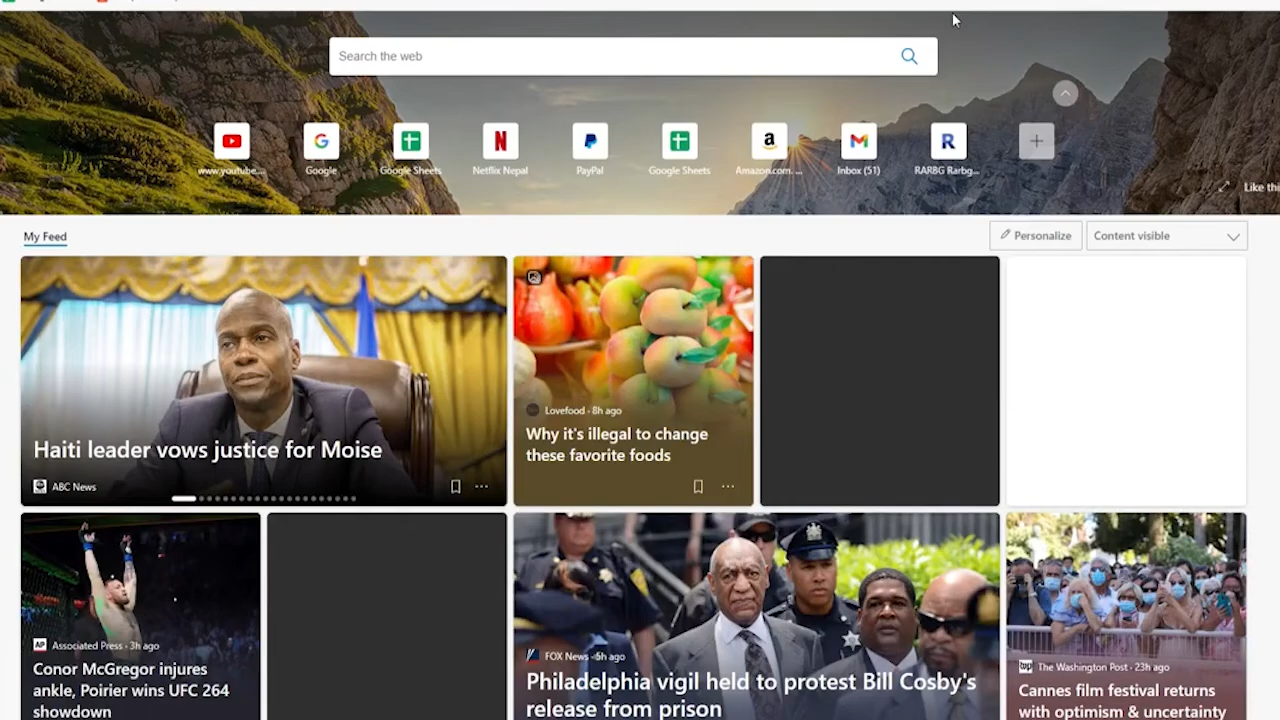 Search the web
www.youtube....
Google
Google Sheets
Netflix Nepal
PayPal
Google Sheets
Amazon.com. ...
Inbox (51)
RARBG Rarbg...
Like thi
My Feed
Personalize
Content visible
Haiti leader vows justice for Moise
ABC News
Lovefood · 8h ago
Why it's illegal to change
these favorite foods
AP Associated Press · 3h ago
Conor McGregor injures
ankle, Poirier wins UFC 264
showdown
FOX News · 5h ago
Philadelphia vigil held to protest Bill Cosby's
release from prison
wp The Washington Post · 23h ago
Cannes film festival returns
with optimism & uncertainty